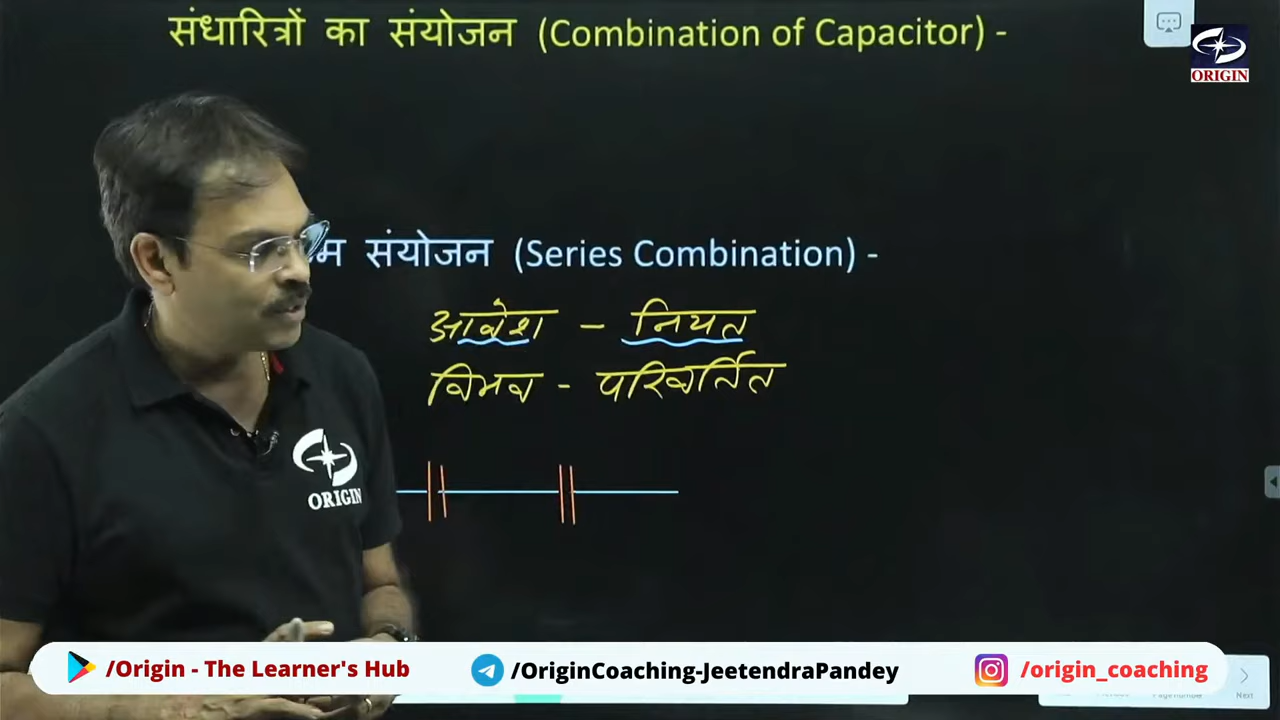 संधारित्रों का संयोजन (Combination of Capacitor) -
ORIGIN
संयोजन (Series Combination) -
आवेश - नियत
विभव - परिवर्तित
ORIGIN
/Origin - The Learner's Hub
/OriginCoaching-JeetendraPandey
/origin_coaching
Next